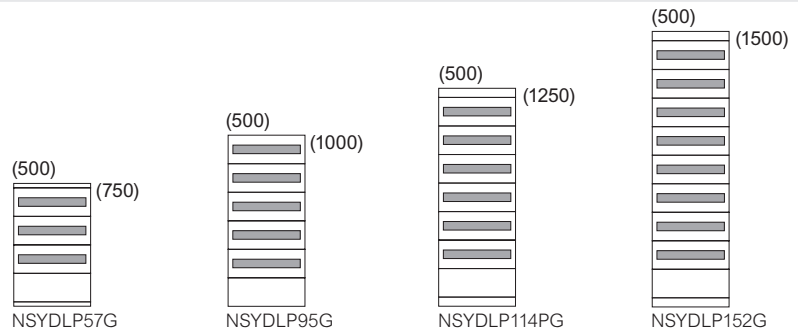 (500)
(750)
NSYDLP57G
(500)
(1000)
NSYDLP95G
(500)
(1250)
NSYDLP114PG
(500)
(1500)
NSYDLP152G